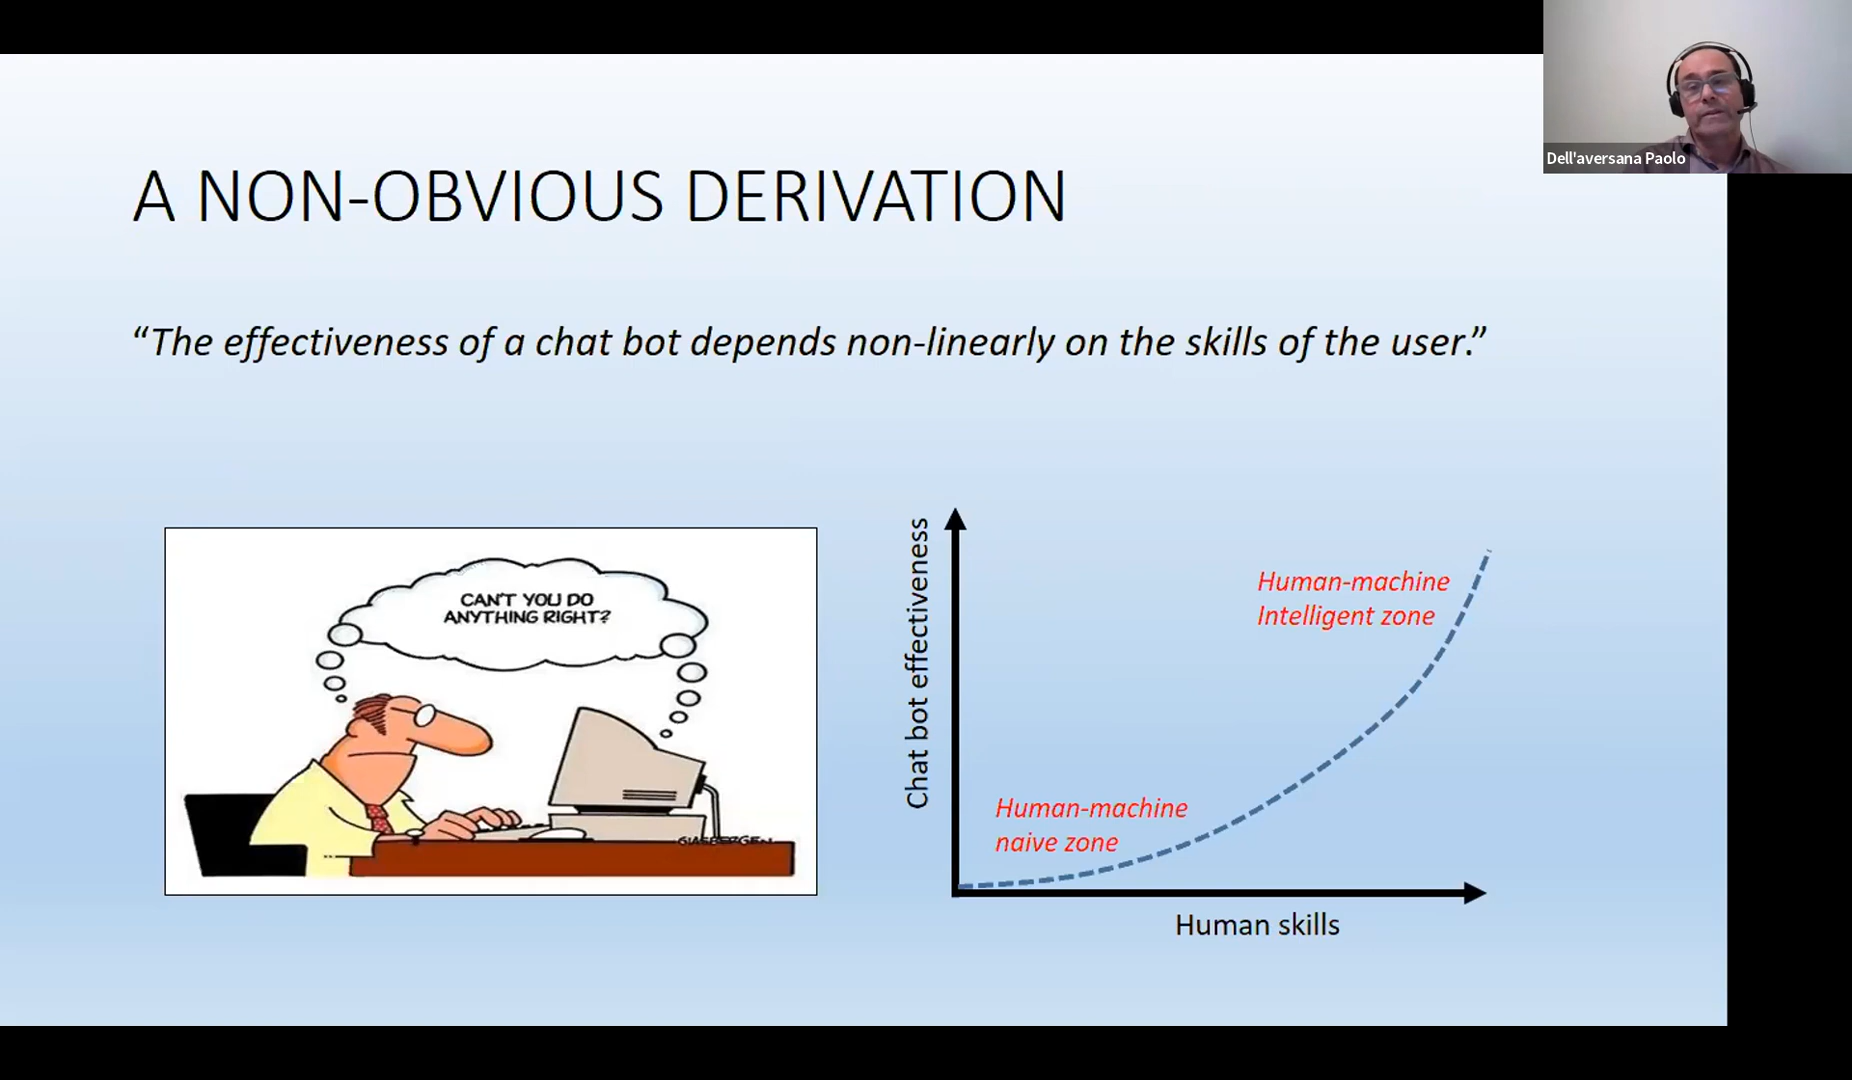 Dell'aversana Paolo
A NON-OBVIOUS DERIVATION
“The effectiveness of a chat bot depends non-linearly on the skills of the user.”
CAN'T YOU DO
ANYTHING RIGHT?
GLASBERGEN
Chat bot effectiveness
Human-machine
Intelligent zone
Human-machine
naive zone
Human skills